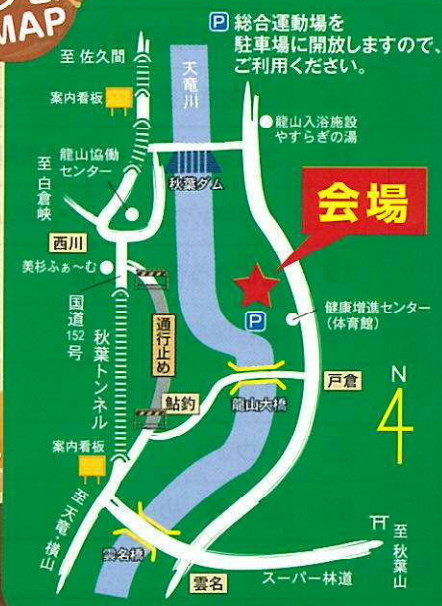 MAP
P 総合運動場を
駐車場に開放しますので、
ご利用ください。
至 佐久間
天竜川
案内看板
龍山入浴施設
やすらぎの湯
龍山協働
センター
至 白倉峡
秋葉ダム
会場
西川
美杉ふぁ～む
国道152号
秋葉トンネル
通行止め
P
健康増進センター
(体育館)
戸倉
N
鮎釣
龍山大橋
案内看板
至 天竜・横山
雲名橋
雲名
スーパー林道
至 秋葉山